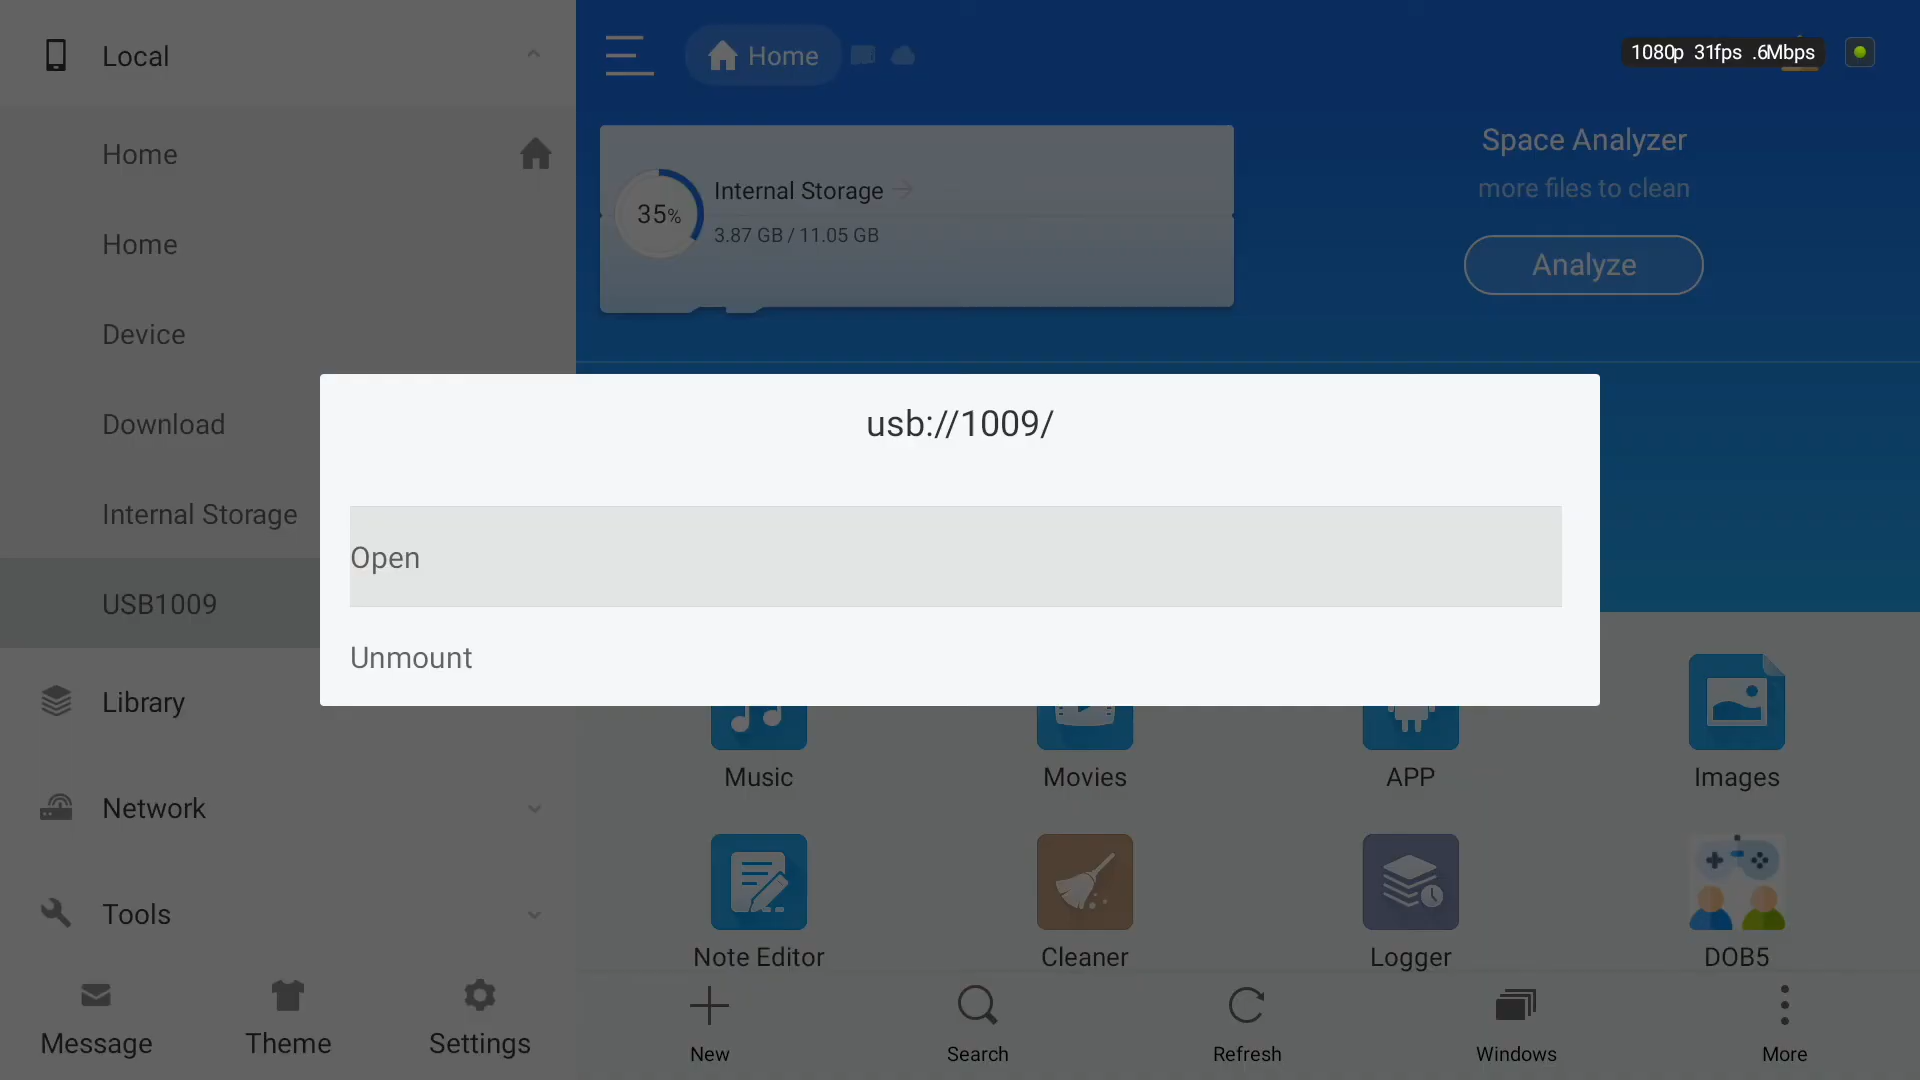 Local
Home
Home
Device
Download
Internal Storage
USB1009
Library
Network
Tools
Message
Theme
Settings
Home
1080p 31fps .6Mbps
35%
Internal Storage
3.87 GB / 11.05 GB
Space Analyzer
more files to clean
Analyze
usb://1009/
Open
Unmount
Music
Movies
APP
Images
Note Editor
Cleaner
Logger
DOB5
New
Search
Refresh
Windows
More